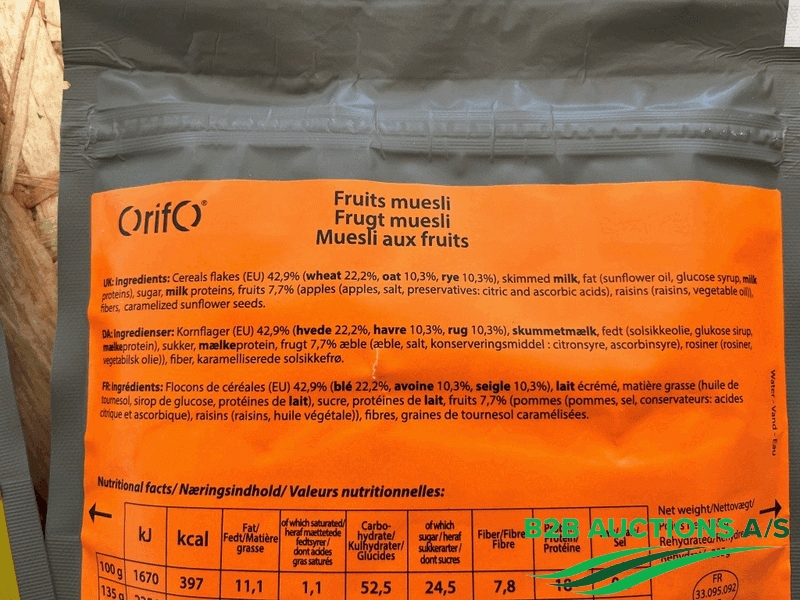 OrifO®
Fruits muesli
Frugt muesli
Muesli aux fruits
UK: Ingredients: Cereals flakes (EU) 42,9% (wheat 22,2%, oat 10,3%, rye 10,3%), skimmed milk, fat (sunflower oil, glucose syrup, milk
proteins), sugar, milk proteins, fruits 7,7% (apples (apples, salt, preservatives: citric and ascorbic acids), raisins (raisins, vegetable oil)),
fibers, caramelized sunflower seeds.
DK: Ingredienser: Kornflager (EU) 42,9% (hvede 22,2%, havre 10,3%, rug 10,3%), skummetmælk, fedt (solsikkeolie, glukose sirup,
mælkeprotein), sukker, mælkeprotein, frugt 7,7% æble (æble, salt, konserveringsmiddel : citronsyre, ascorbinsyre), rosiner (rosiner,
vegetabilsk olie)), fiber, karamelliserede solsikkefrø.
FR: Ingrédients: Flocons de céréales (EU) 42,9% (blé 22,2%, avoine 10,3%, seigle 10,3%), lait écrémé, matière grasse (huile de
tournesol, sirop de glucose, protéines de lait), sucre, protéines de lait, fruits 7,7% (pommes (pommes, sel, conservateurs: acides
citrique et ascorbique), raisins (raisins, huile végétale)), fibres, graines de tournesol caramélisées.
Water - Vand - Eau
Nutritional facts/ Næringsindhold/ Valeurs nutritionnelles:
kJ
kcal
Fat/
Fedt/Matière
grasse
of which saturated/
heraf mættetede
fedtsyrer/
dont acides
gras saturés
Carbo-
hydrate/
Kulhydrater/
Glucides
of which
sugar / heraf
sukkerarter/
dont sucres
Fiber/Fibre
Fibre
Protéine
Sel
Net weight/Nettovægt/
Rehydrated/
100 g 1670 397 11,1 1,1 52,5 24,5 7,8 18
135 g
FR
33.095.092
B2B AUCTIONS A/S